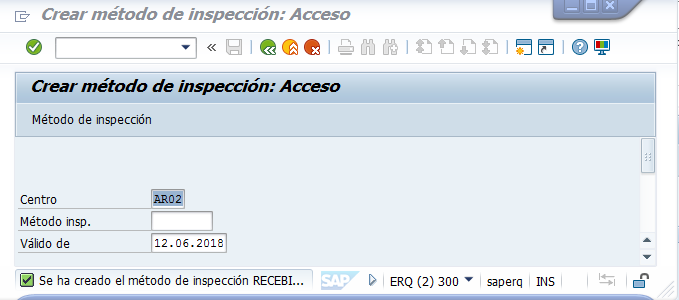 Crear método de inspección: Acceso
Crear método de inspección: Acceso
Método de inspección
Centro AR02
Método insp.
Válido de 12.06.2018
Se ha creado el método de inspección RECEBI... SAP ERQ (2) 300 saperq INS